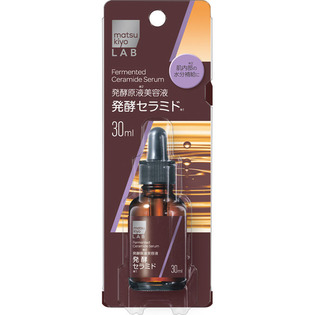 matsu
kiyo
LAB
Fermented
Ceramide Serum
発酵原液美容液
発酵セラミド
30ml
肌内部の
水分補給に
matsu
kiyo
LAB
Fermented
Ceramide Serum
発酵原液美容液
発酵
セラミド
30ml